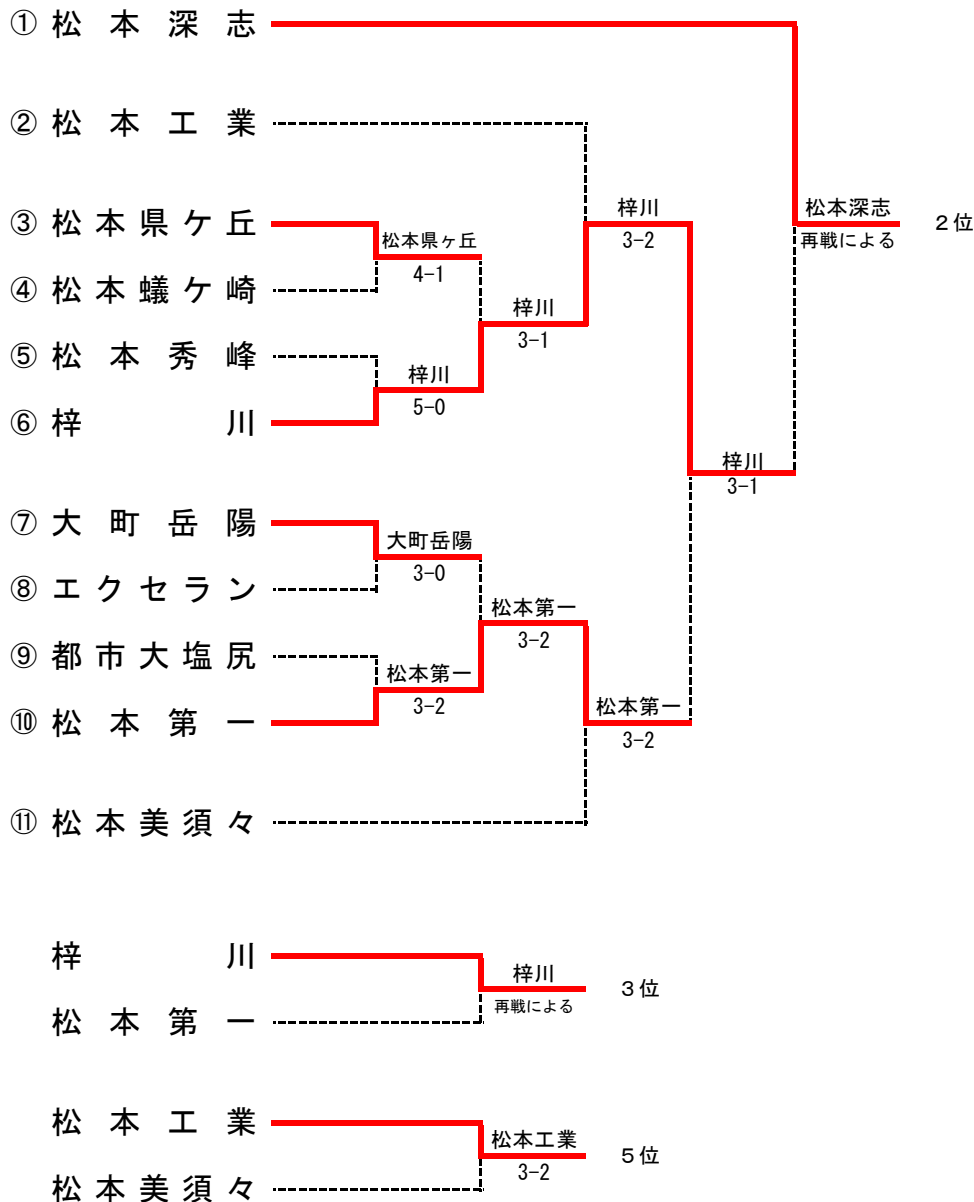 ① 松本深志
② 松本工業
梓川
松本深志
2位
③ 松本県ケ丘
3-2
再戦による
松本県ヶ丘
4-1
④ 松本蟻ケ崎
梓川
3-1
⑤ 松本秀峰
梓川
5-0
⑥ 梓川
梓川
3-1
⑦ 大町岳陽
大町岳陽
3-0
⑧ エクセラン
松本第一
3-2
⑨ 都市大塩尻
松本第一
3-2
⑩ 松本第一
松本第一
3-2
⑪ 松本美須々
梓川
梓川
3位
再戦による
松本第一
松本工業
松本工業
5位
3-2
松本美須々